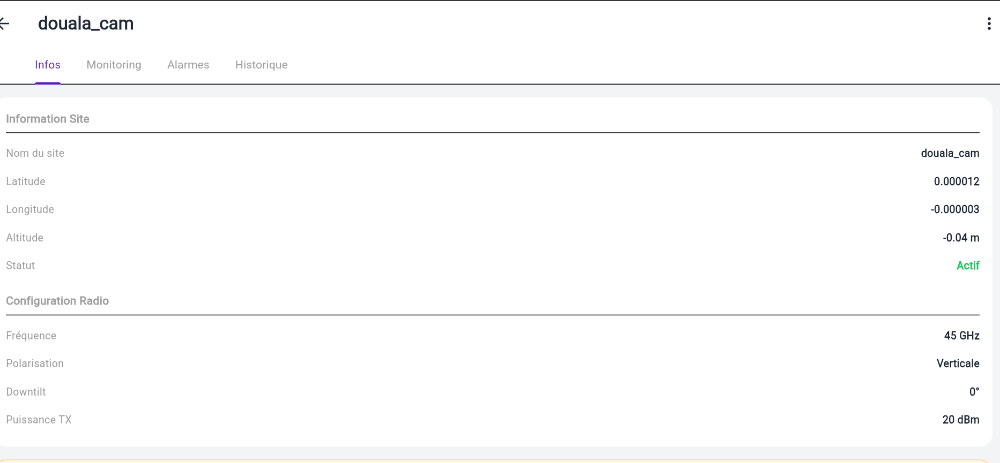 douala_cam
Infos Monitoring Alarmes Historique
Information Site
Nom du site douala_cam
Latitude 0.000012
Longitude -0.000003
Altitude -0.04 m
Statut Actif
Configuration Radio
Fréquence 45 GHz
Polarisation Verticale
Downtilt 0°
Puissance TX 20 dBm